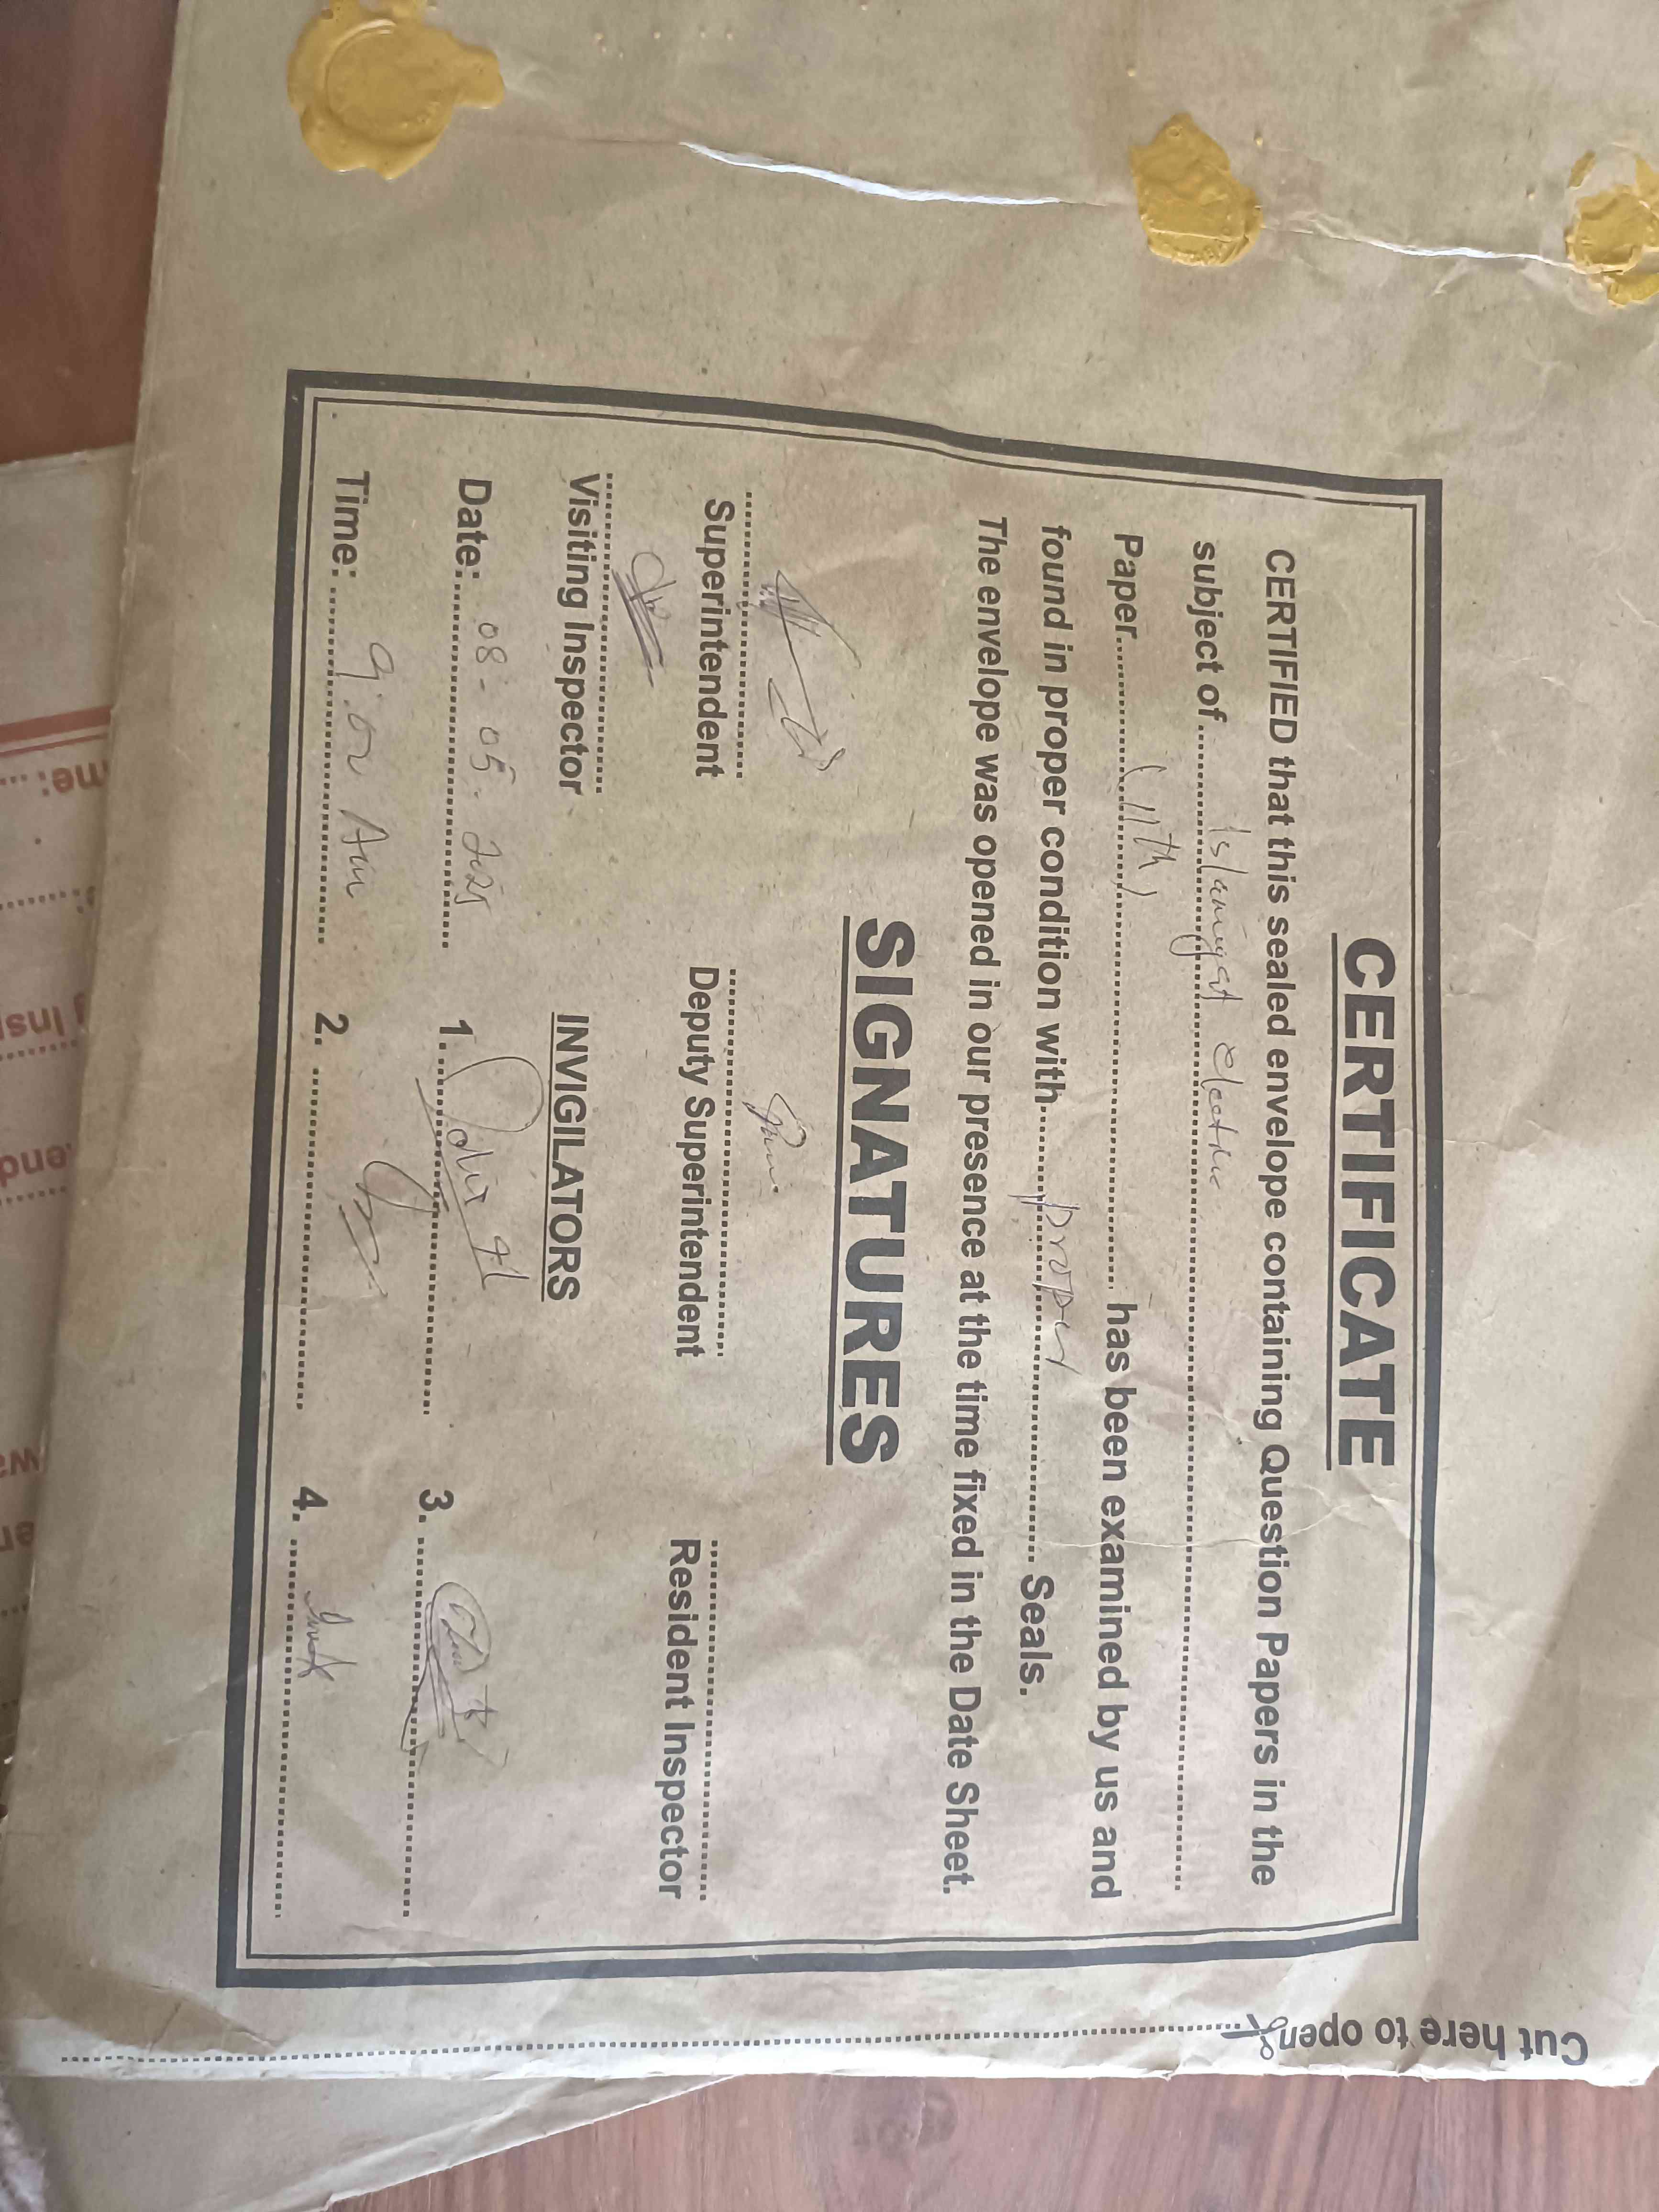 CERTIFICATE
CERTIFIED that this sealed envelope containing Question Papers in the
subject of Islamiyat elective
Paper (11th) has been examined by us and
found in proper condition with proper Seals.
The envelope was opened in our presence at the time fixed in the Date Sheet.
SIGNATURES
Superintendent Deputy Superintendent Resident Inspector
Visiting Inspector
INVIGILATORS
Date: 08-05-2025 1. 3.
Time: 9:00 Am 2. 4.
Cut here to open